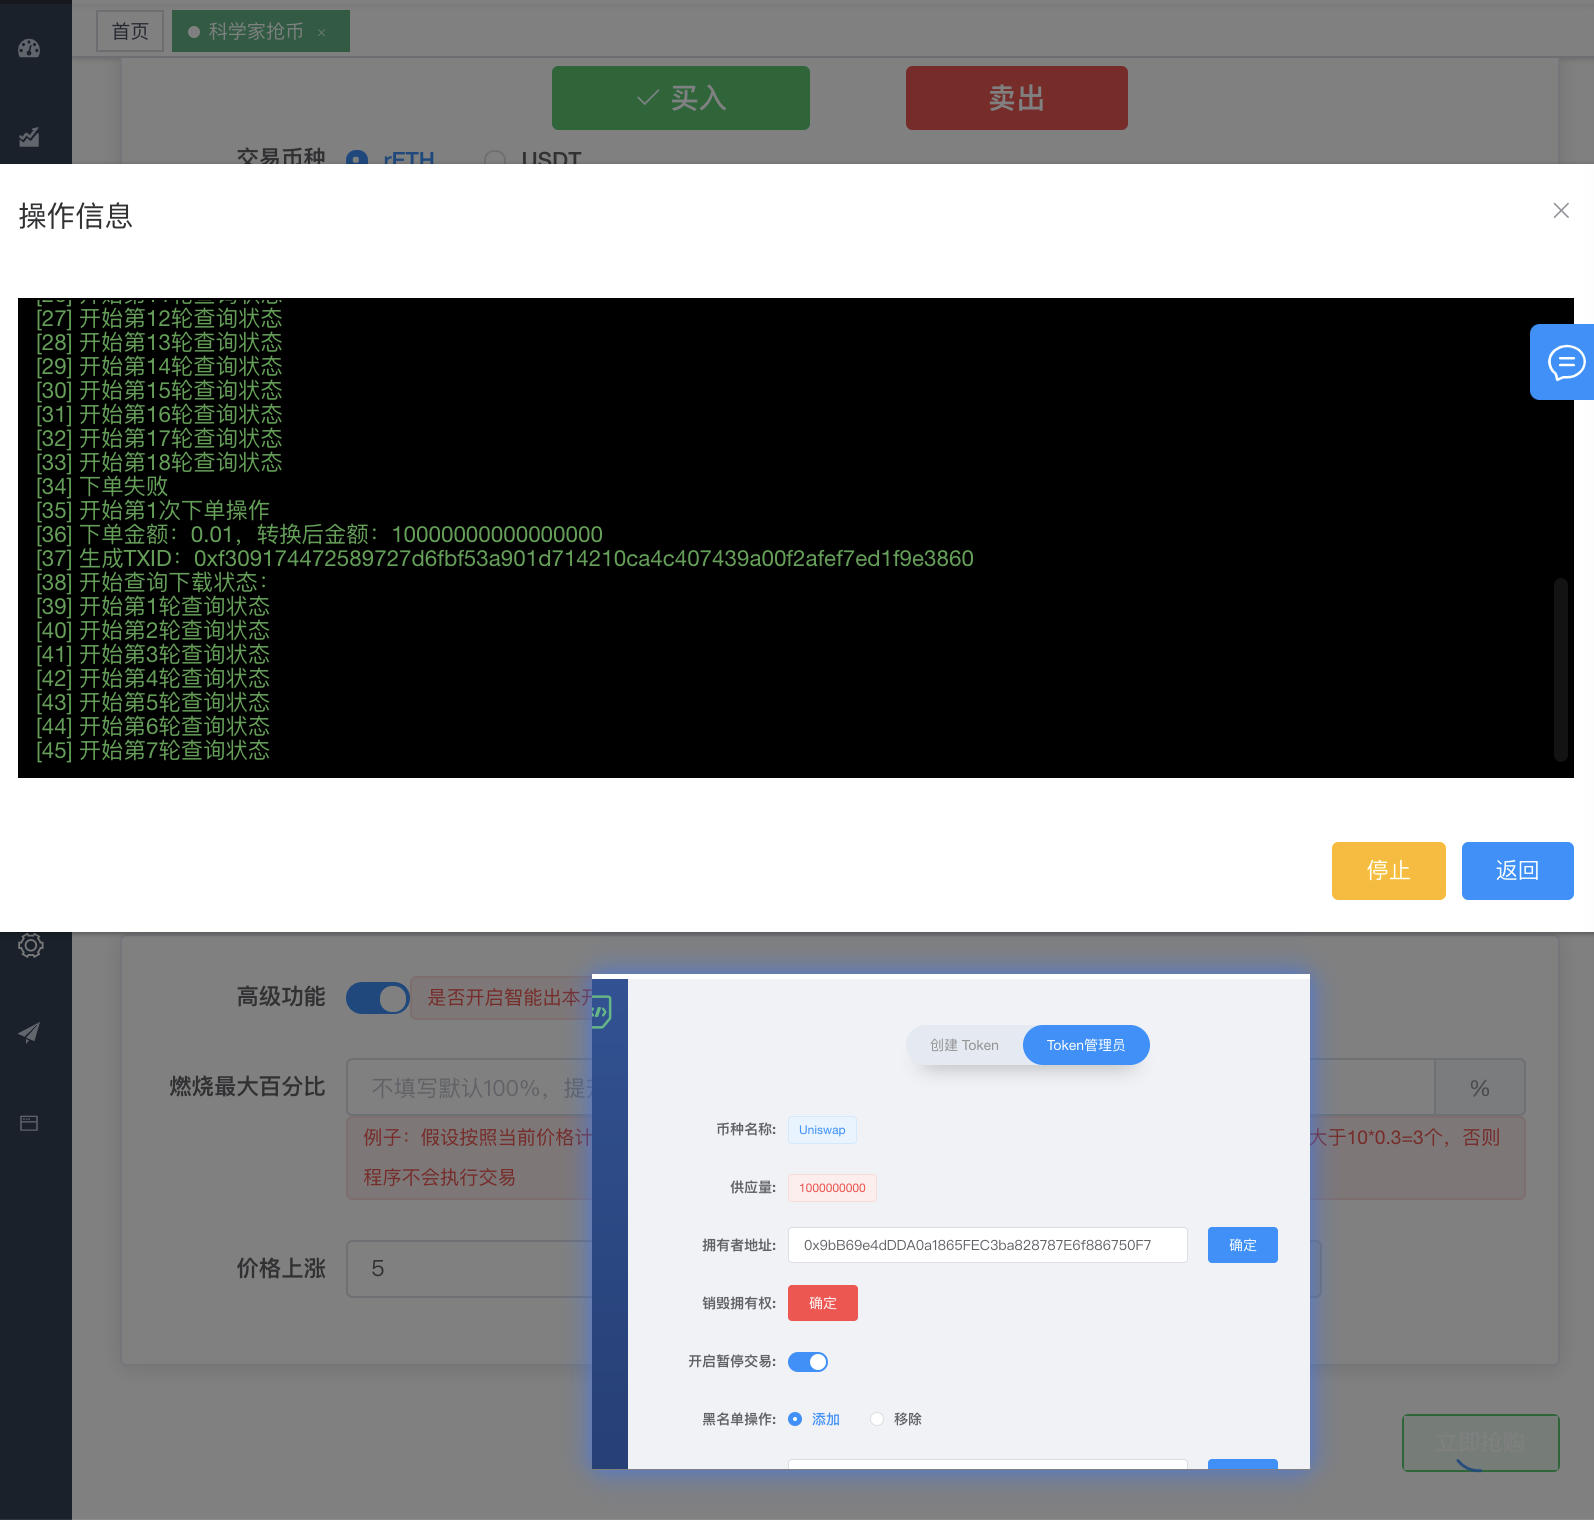 首页
科学家抢币 ×
买入
卖出
交易币种 rETH USDT
操作信息
[26] 开始第11轮查询状态
[27] 开始第12轮查询状态
[28] 开始第13轮查询状态
[29] 开始第14轮查询状态
[30] 开始第15轮查询状态
[31] 开始第16轮查询状态
[32] 开始第17轮查询状态
[33] 开始第18轮查询状态
[34] 下单失败
[35] 开始第1次下单操作
[36] 下单金额：0.01，转换后金额：10000000000000000
[37] 生成TXID：0xf309174472589727d6fbf53a901d714210ca4c407439a00f2afef7ed1f9e3860
[38] 开始查询下载状态：
[39] 开始第1轮查询状态
[40] 开始第2轮查询状态
[41] 开始第3轮查询状态
[42] 开始第4轮查询状态
[43] 开始第5轮查询状态
[44] 开始第6轮查询状态
[45] 开始第7轮查询状态
停止
返回
高级功能 是否开启智能出本
燃烧最大百分比 不填写默认100%，提 %
例子：假设按照当前价格计 大于10*0.3=3个，否则
程序不会执行交易
价格上涨 5
创建 Token
Token管理员
币种名称: Uniswap
供应量: 1000000000
拥有者地址: 0x9bB69e4dDDA0a1865FEC3ba828787E6f886750F7 确定
销毁拥有权: 确定
开启暂停交易:
黑名单操作: 添加 移除
立即抢购